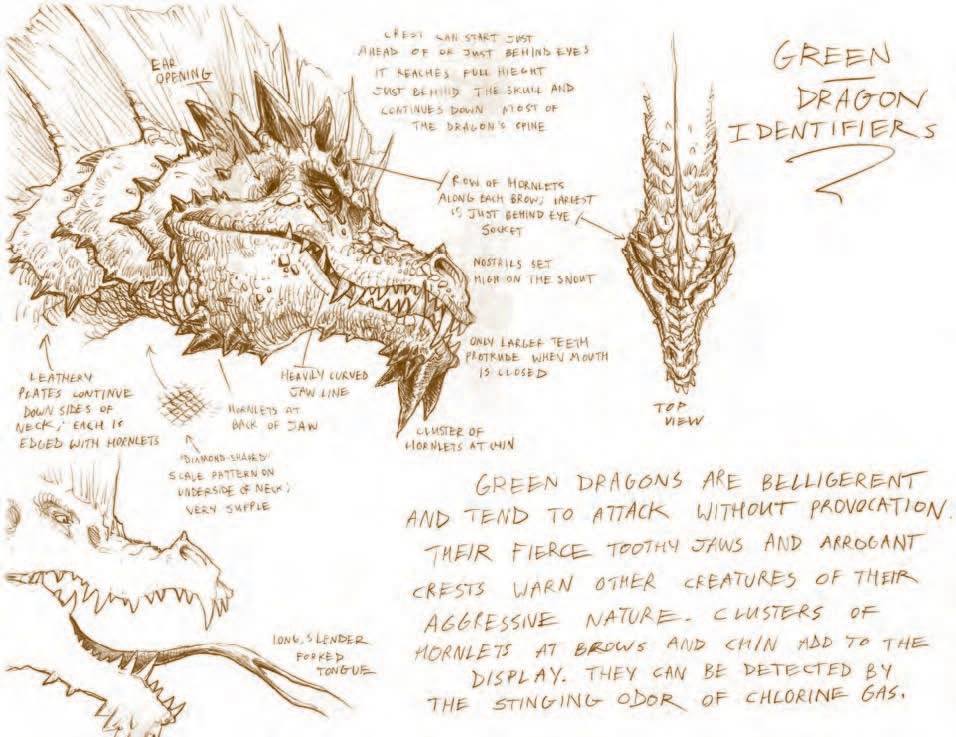 GREEN
DRAGON
IDENTIFIERS
EAR
OPENING
CREST CAN START JUST
AHEAD OF OR JUST BEHIND EYES
IT REACHES FULL HIEGHT
JUST BEHIND THE SKULL AND
CONTINUES DOWN MOST OF
THE DRAGON'S SPINE
ROW OF HORNLETS
ALONG EACH BROW; LARGEST
IS JUST BEHIND EYE
SOCKET
NOSTRILS SET
HIGH ON THE SNOUT
ONLY LARGER TEETH
PROTRUDE WHEN MOUTH
IS CLOSED
TOP
VIEW
LEATHERY
PLATES CONTINUE
DOWN SIDES OF
NECK; EACH IS
EDGED WITH HORNLETS
HEAVILY CURVED
JAW LINE
HORNLETS AT
BACK OF JAW
CLUSTER OF
HORNLETS AT CHIN
"DIAMOND-SHAPED"
SCALE PATTERN ON
UNDERSIDE OF NECK;
VERY SUPPLE
LONG, SLENDER
FORKED
TONGUE
GREEN DRAGONS ARE BELLIGERENT
AND TEND TO ATTACK WITHOUT PROVOCATION.
THEIR FIERCE TOOTHY JAWS AND ARROGANT
CRESTS WARN OTHER CREATURES OF THEIR
AGGRESSIVE NATURE. CLUSTERS OF
HORNLETS AT BROWS AND CHIN ADD TO THE
DISPLAY. THEY CAN BE DETECTED BY
THE STINGING ODOR OF CHLORINE GAS.